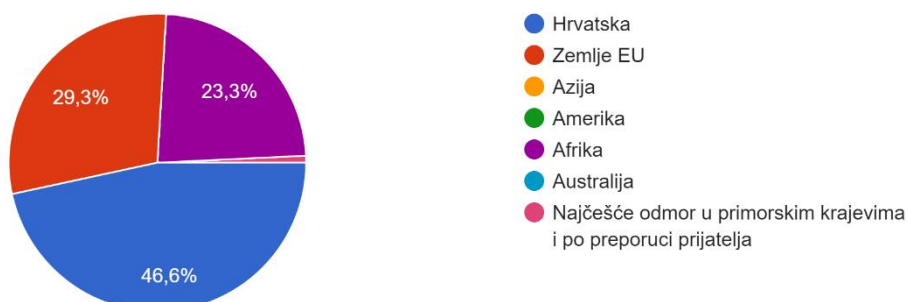 29,3%
23,3%
46,6%
Hrvatska
Zemlje EU
Azija
Amerika
Afrika
Australija
Najčešće odmor u primorskim krajevima
i po preporuci prijatelja